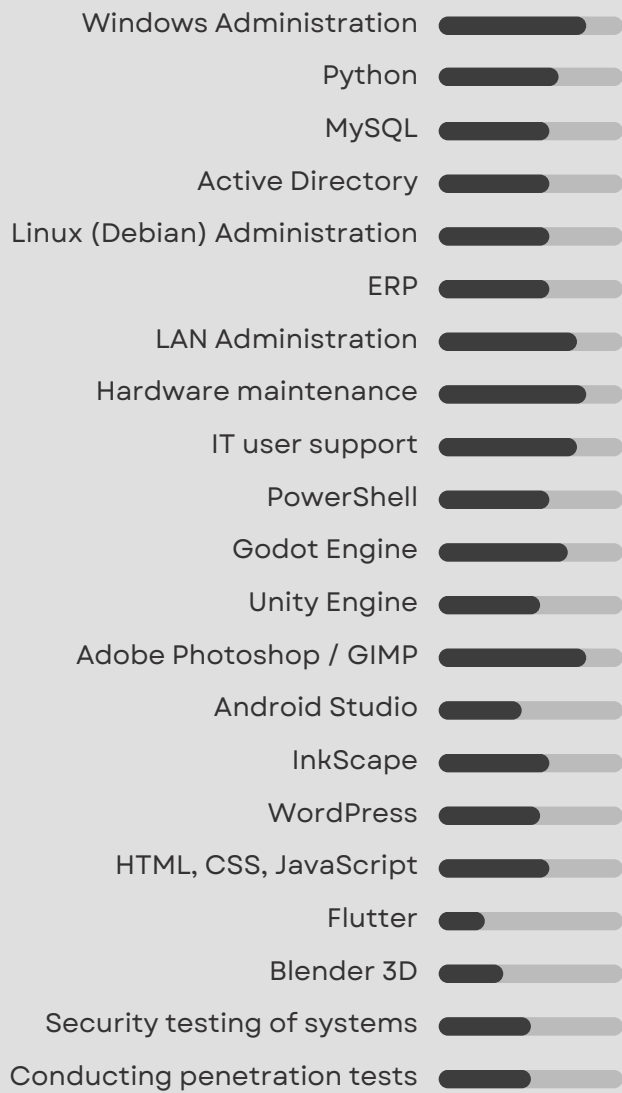 Windows Administration
Python
MySQL
Active Directory
Linux (Debian) Administration
ERP
LAN Administration
Hardware maintenance
IT user support
PowerShell
Godot Engine
Unity Engine
Adobe Photoshop / GIMP
Android Studio
InkScape
WordPress
HTML, CSS, JavaScript
Flutter
Blender 3D
Security testing of systems
Conducting penetration tests